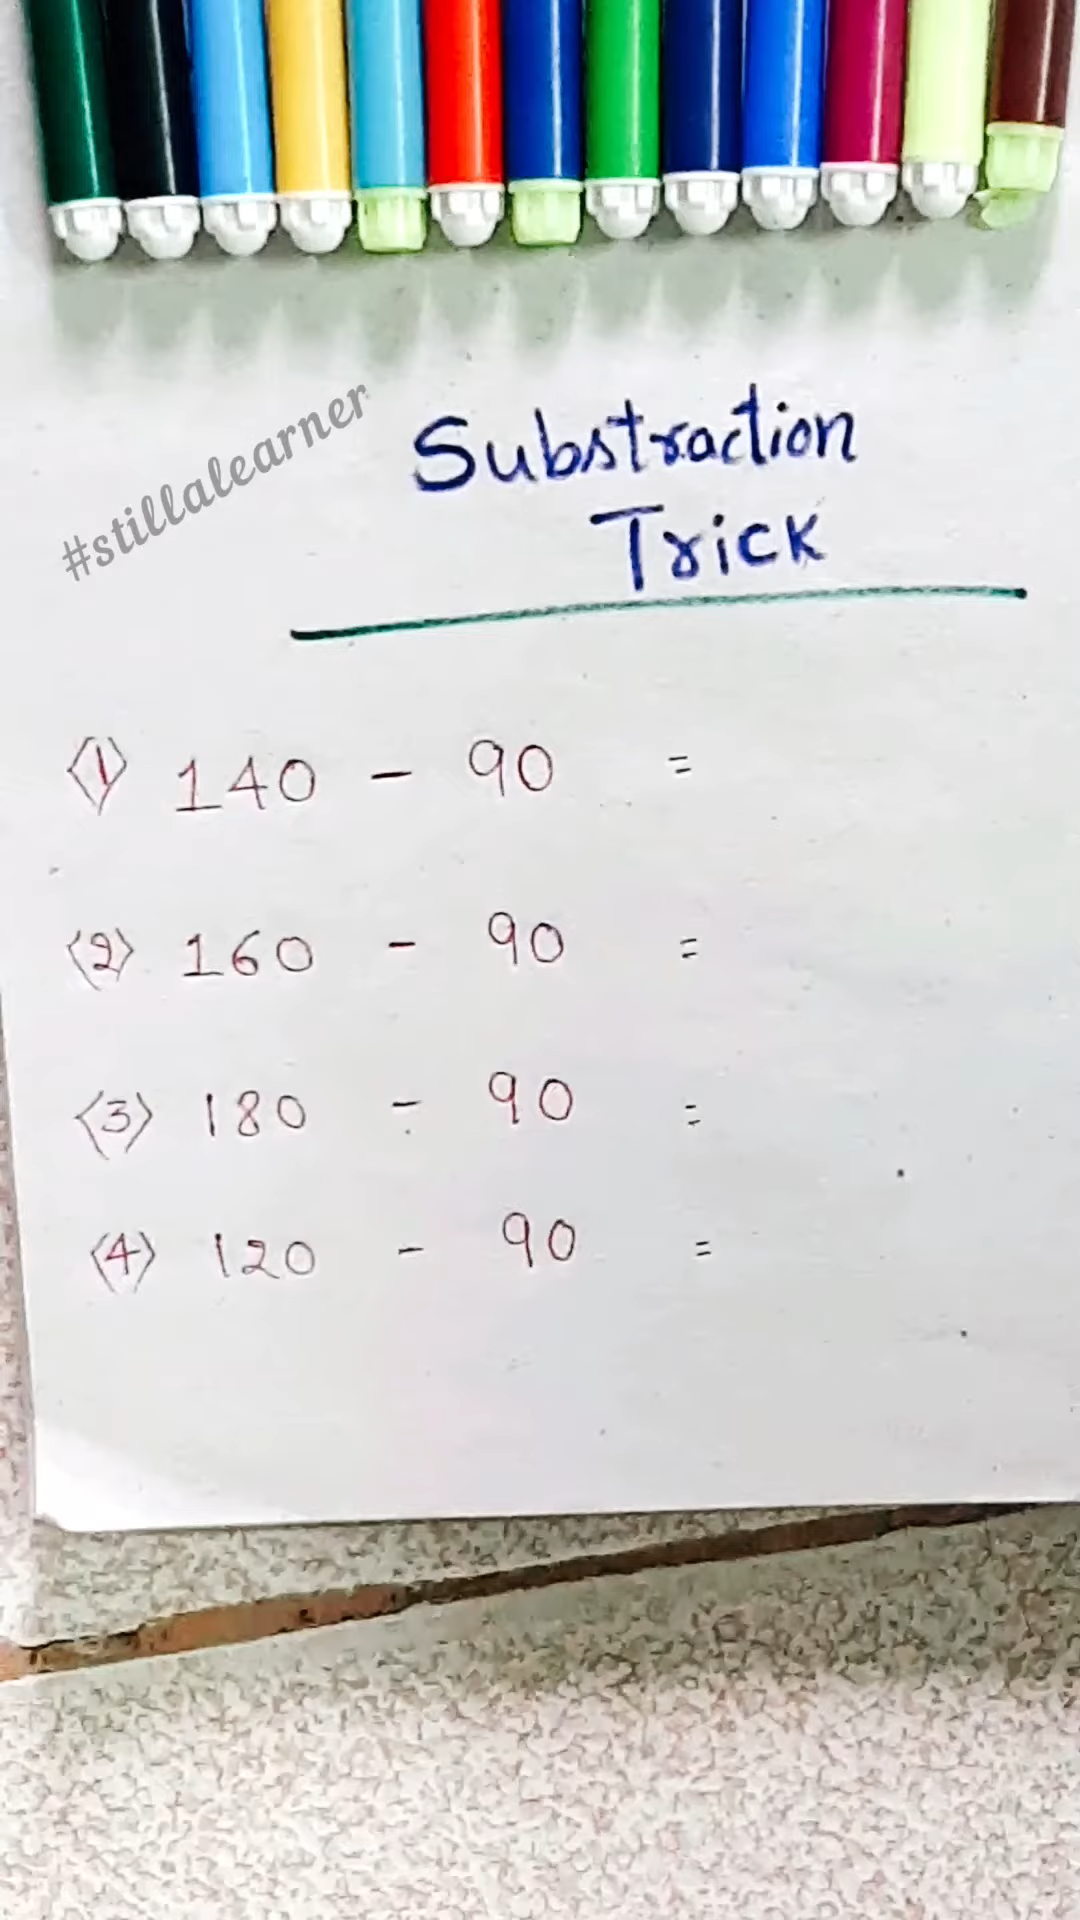 #stillalearner
Substraction
Trick
(1) 140 - 90 =
(2) 160 - 90 =
(3) 180 - 90 =
(4) 120 - 90 =